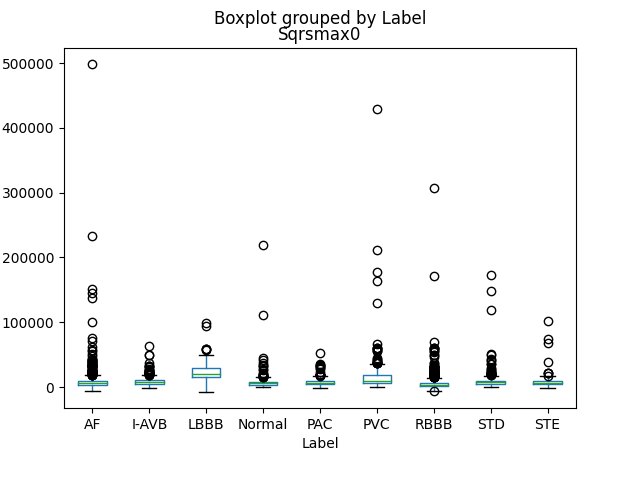 Boxplot grouped by Label
Sqrsmax0
500000
400000
300000
200000
100000
0
AF I-AVB LBBB Normal PAC PVC RBBB STD STE
Label